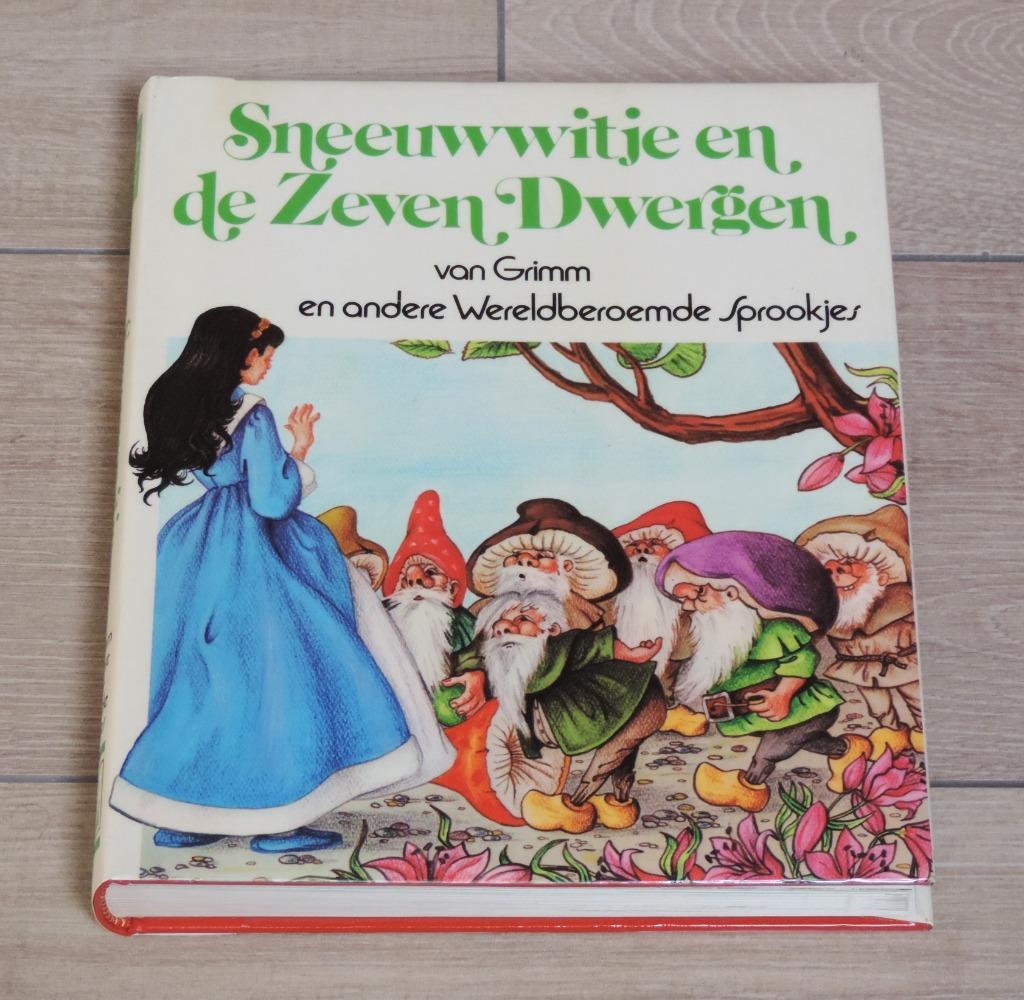 Sneeuwwitje en
de Zeven Dwergen
van Grimm
en andere Wereldberoemde Sprookjes